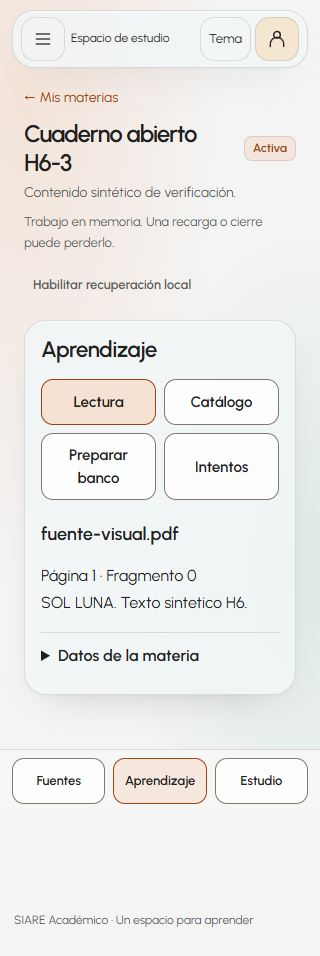 Espacio de estudio
Tema
← Mis materias
Cuaderno abierto
H6-3
Activa
Contenido sintético de verificación.
Trabajo en memoria. Una recarga o cierre
puede perderlo.
Habilitar recuperación local
Aprendizaje
Lectura
Catálogo
Preparar
banco
Intentos
fuente-visual.pdf
Página 1 · Fragmento 0
SOL LUNA. Texto sintetico H6.
Datos de la materia
Fuentes
Aprendizaje
Estudio
SIARE Académico · Un espacio para aprender